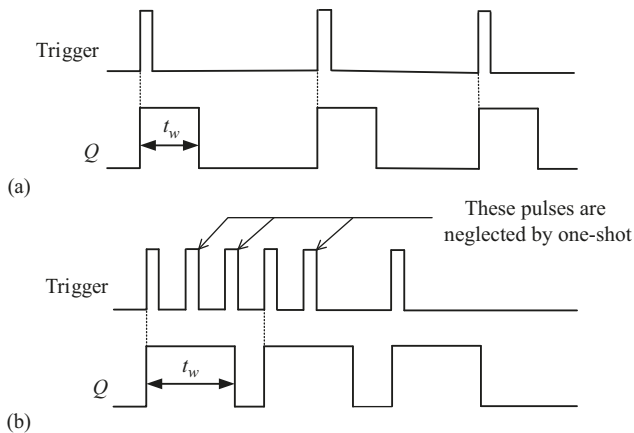 Trigger
t_w
Q
(a)
These pulses are
neglected by one-shot
Trigger
t_w
Q
(b)